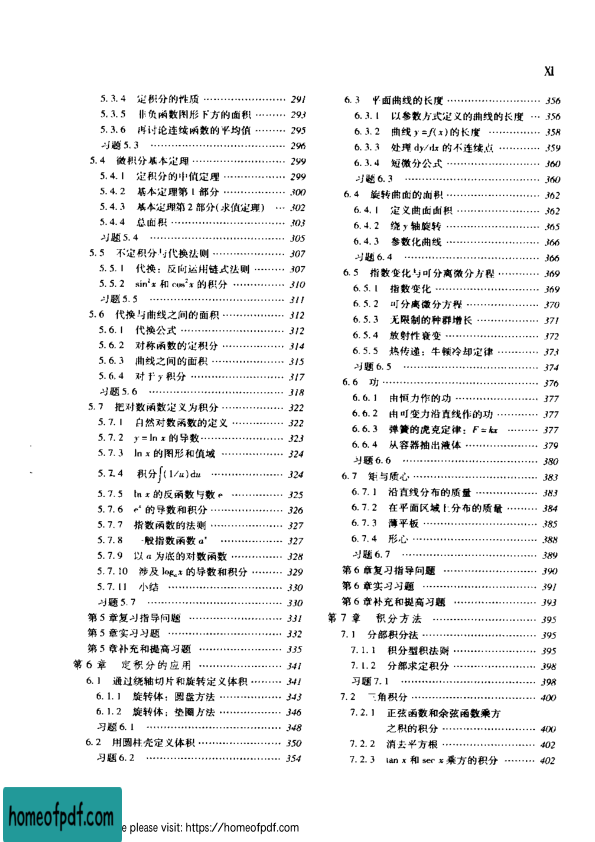 XI
5.3.4 定积分的性质 …………………… 291
5.3.5 非负函数图形下方的面积 ……… 293
5.3.6 再讨论连续函数的平均值 ……… 295
习题5.3 …………………………………… 296
5.4 微积分基本定理 …………………… 299
5.4.1 定积分的中值定理 ……………… 299
5.4.2 基本定理第1部分 ……………… 300
5.4.3 基本定理第2部分(求值定理) … 302
5.4.4 总面积 …………………………… 303
习题5.4 …………………………………… 305
5.5 不定积分与代换法则 ……………… 307
5.5.1 代换：反向运用链式法则 ……… 307
5.5.2 sin²x 和 cos²x 的积分 ………… 310
习题5.5 …………………………………… 311
5.6 代换与曲线之间的面积 …………… 312
5.6.1 代换公式 ………………………… 312
5.6.2 对称函数的定积分 ……………… 314
5.6.3 曲线之间的面积 ………………… 315
5.6.4 对于y积分 ……………………… 317
习题5.6 …………………………………… 318
5.7 把对数函数定义为积分 …………… 322
5.7.1 自然对数函数的定义 …………… 322
5.7.2 y = ln x 的导数 ………………… 323
5.7.3 ln x 的图形和值域 ……………… 324
5.7.4 积分∫(1/u)du ………………… 324
5.7.5 ln x 的反函数与数e …………… 325
5.7.6 eˣ 的导数和积分 ……………… 326
5.7.7 指数函数的法则 ………………… 327
5.7.8 一般指数函数aˣ ……………… 327
5.7.9 以a为底的对数函数 …………… 328
5.7.10 涉及logₐx的导数和积分 ……… 329
5.7.11 小结 …………………………… 330
习题5.7 …………………………………… 330
第5章复习指导问题 …………………… 331
第5章实习习题 ………………………… 332
第5章补充和提高习题 ………………… 335
第6章 定积分的应用 ………………… 341
6.1 通过绕轴切片和旋转定义体积 …… 341
6.1.1 旋转体：圆盘方法 ……………… 343
6.1.2 旋转体：垫圈方法 ……………… 346
习题6.1 …………………………………… 348
6.2 用圆柱壳定义体积 ………………… 350
习题6.2 …………………………………… 354
6.3 平面曲线的长度 …………………… 356
6.3.1 以参数方式定义的曲线的长度 … 356
6.3.2 曲线y=f(x)的长度 …………… 358
6.3.3 处理dy/dx的不连续点 ………… 359
6.3.4 短微分公式 ……………………… 360
习题6.3 …………………………………… 360
6.4 旋转曲面的面积 …………………… 362
6.4.1 定义曲面面积 …………………… 362
6.4.2 绕y轴旋转 ……………………… 365
6.4.3 参数化曲线 ……………………… 366
习题6.4 …………………………………… 366
6.5 指数变化与可分离微分方程 ……… 369
6.5.1 指数变化 ………………………… 369
6.5.2 可分离微分方程 ………………… 370
6.5.3 无限制的种群增长 ……………… 371
6.5.4 放射性衰变 ……………………… 372
6.5.5 热传递：牛顿冷却定律 ………… 373
习题6.5 …………………………………… 374
6.6 功 …………………………………… 376
6.6.1 由恒力作的功 …………………… 377
6.6.2 由可变力沿直线作的功 ………… 377
6.6.3 弹簧的虎克定律：F = kx ……… 377
6.6.4 从容器抽出液体 ………………… 379
习题6.6 …………………………………… 380
6.7 矩与质心 …………………………… 383
6.7.1 沿直线分布的质量 ……………… 383
6.7.2 在平面区域上分布的质量 ……… 384
6.7.3 薄平板 …………………………… 385
6.7.4 形心 ……………………………… 388
习题6.7 …………………………………… 389
第6章复习指导问题 …………………… 390
第6章实习习题 ………………………… 391
第6章补充和提高习题 ………………… 393
第7章 积分方法 ……………………… 395
7.1 分部积分法 ………………………… 395
7.1.1 积分型积法则 …………………… 395
7.1.2 分部求定积分 …………………… 398
习题7.1 …………………………………… 398
7.2 三角积分 …………………………… 400
7.2.1 正弦函数和余弦函数乘方
之积的积分 ……………………………… 400
7.2.2 消去平方根 ……………………… 402
7.2.3 tan x 和 sec x 乘方的积分 …… 402
homeofpdf.com
e please visit: https://homeofpdf.com